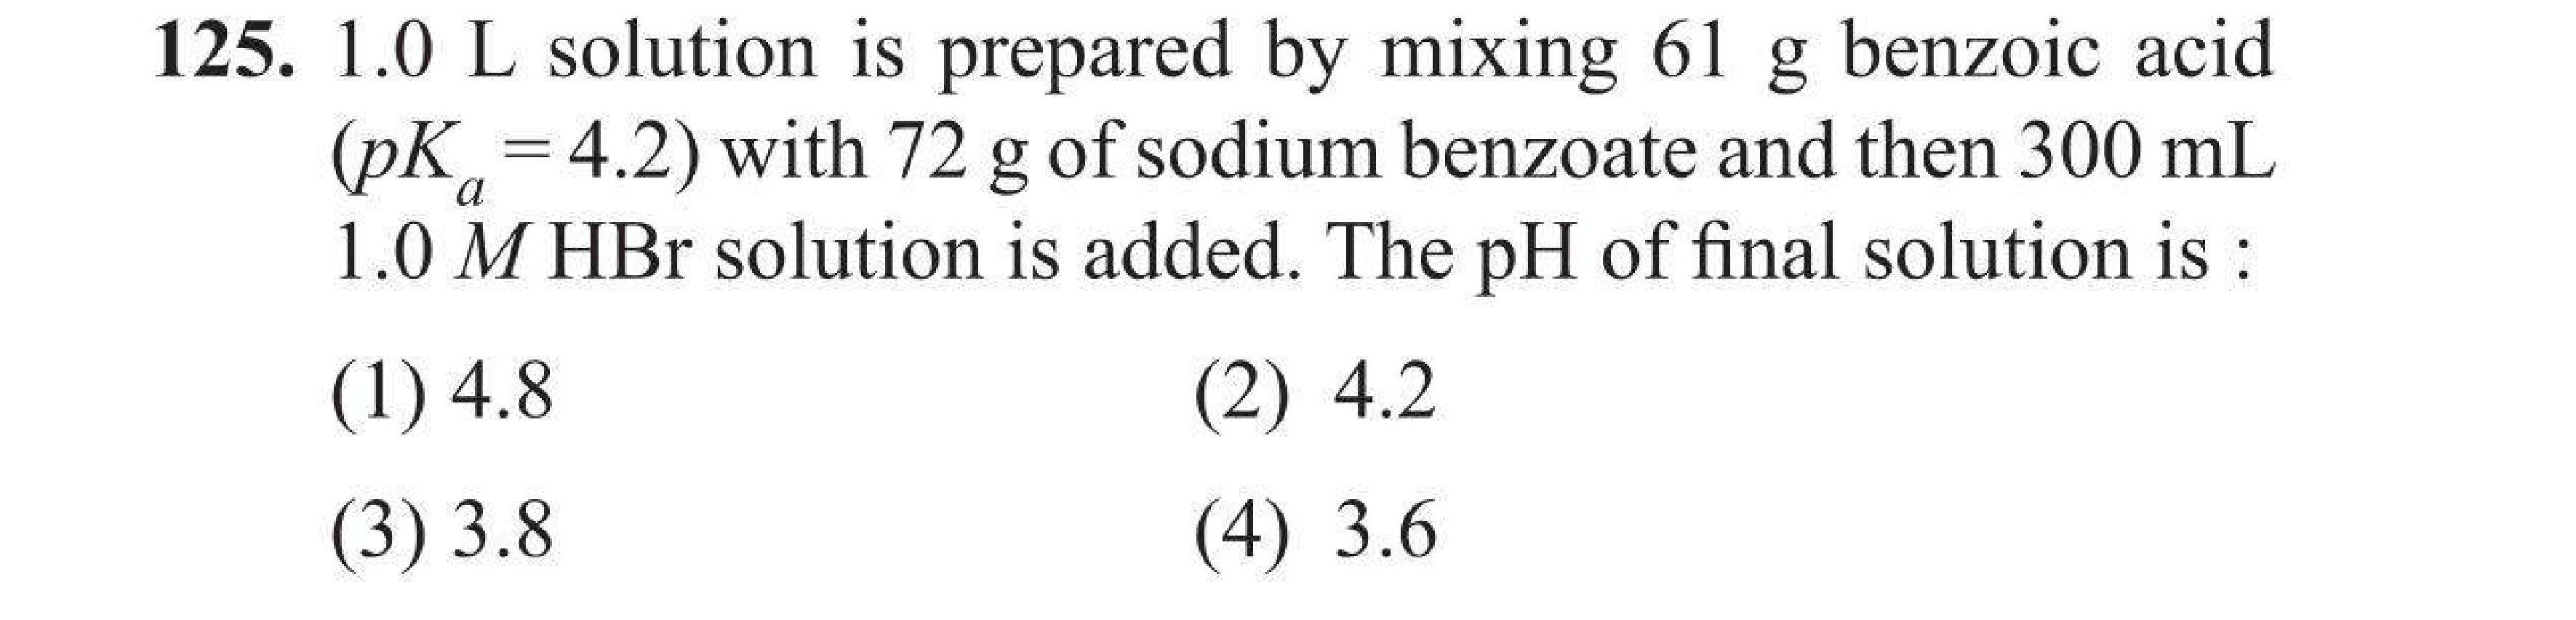 125. 1.0 L solution is prepared by mixing 61 g benzoic acid
(pKa = 4.2) with 72 g of sodium benzoate and then 300 mL
1.0 M HBr solution is added. The pH of final solution is :
(1) 4.8 (2) 4.2
(3) 3.8 (4) 3.6